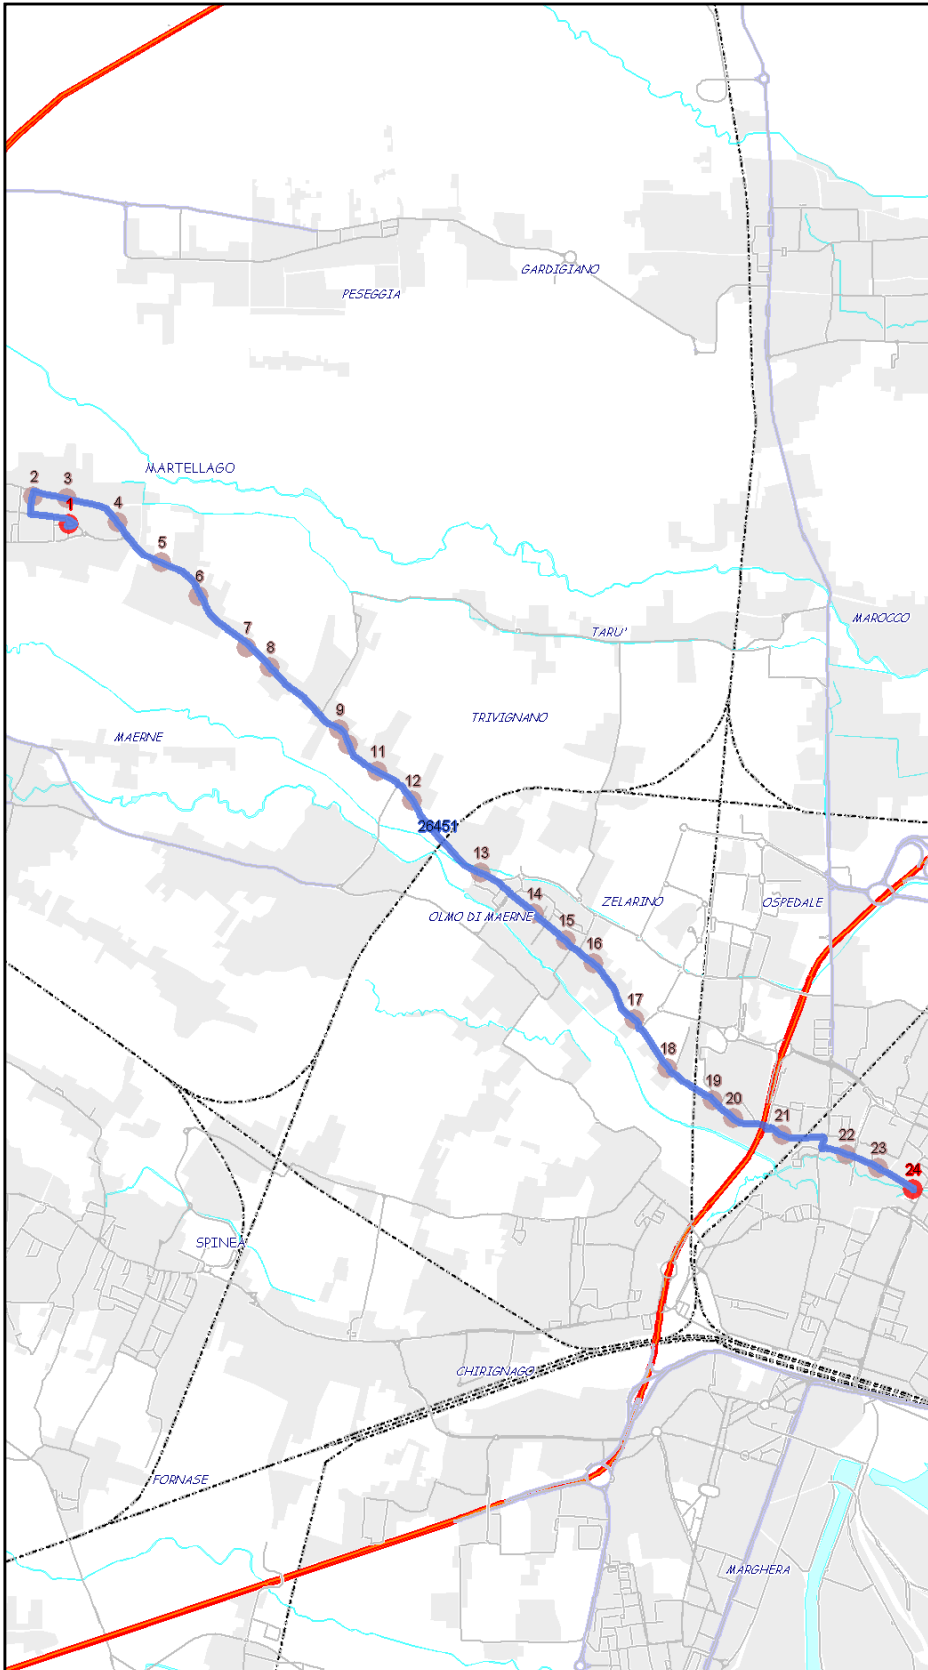 GARDIGIANO
PESEGGIA
MARTELLAGO
2
3
1
4
5
6
MAROCCO
TARU'
7
8
TRIVIGNANO
9
MAERNE
11
12
26451
13
ZELARINO
OSPEDALE
14
OLMO DI MAERNE
15
16
17
18
19
20
21
22
23
24
SPINEA
CHIRIGNAGO
FORNASE
MARGHERA